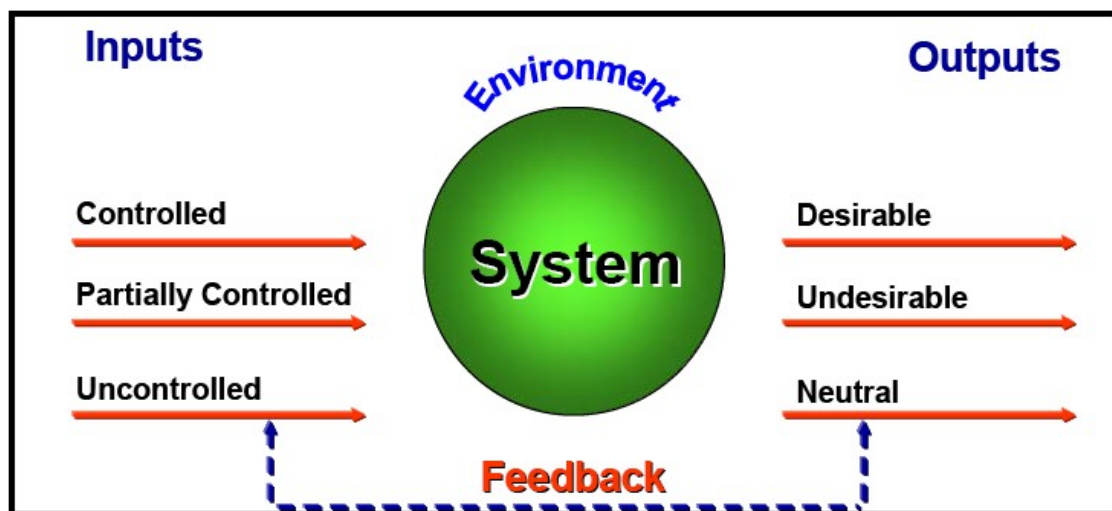 Inputs
Environment
Outputs
Controlled
Partially Controlled
Uncontrolled
System
Desirable
Undesirable
Neutral
Feedback